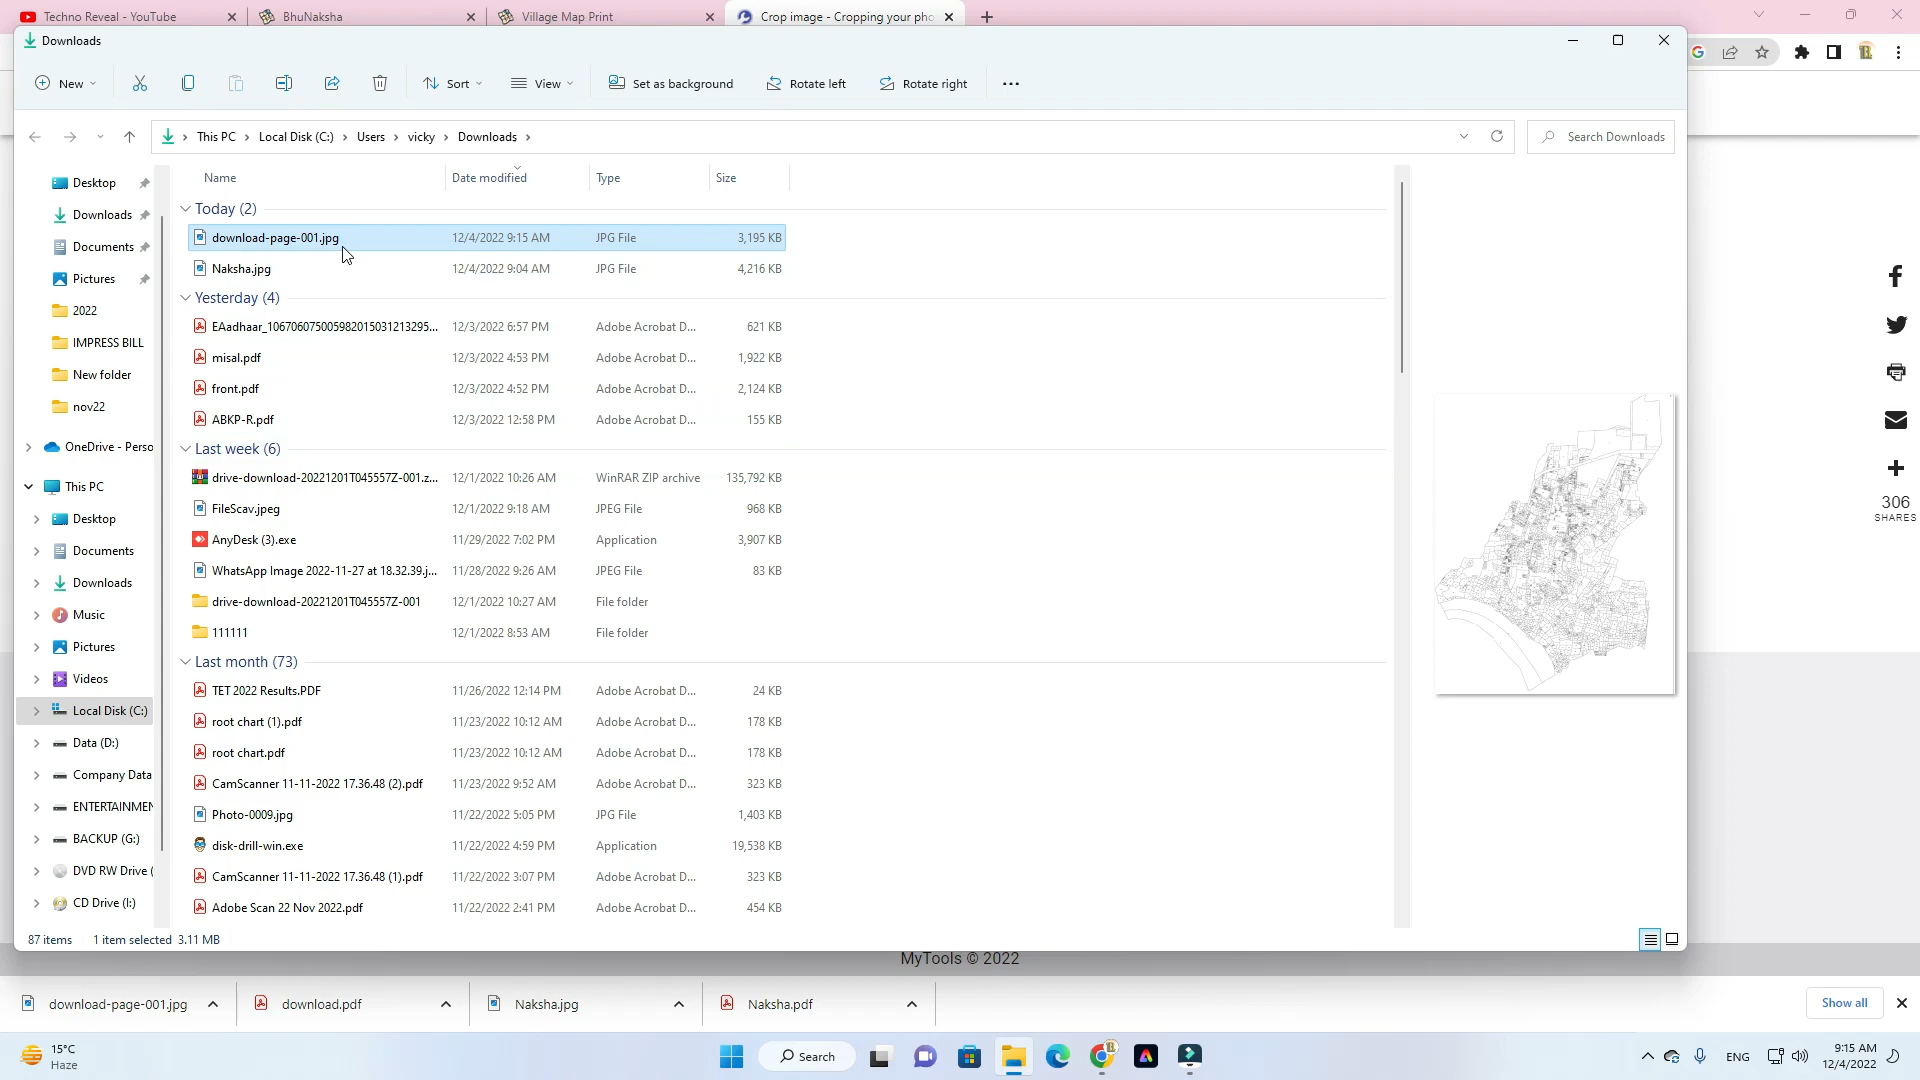 Techno Reveal - YouTube
BhuNaksha
Village Map Print
Crop image - Cropping your pho
Downloads
New
Sort
View
Set as background
Rotate left
Rotate right
This PC
Local Disk (C:)
Users
vicky
Downloads
Search Downloads
Name
Date modified
Type
Size
Today (2)
download-page-001.jpg 12/4/2022 9:15 AM JPG File 3,195 KB
Naksha.jpg 12/4/2022 9:04 AM JPG File 4,216 KB
Yesterday (4)
EAadhaar_106706075005982015031213295... 12/3/2022 6:57 PM Adobe Acrobat D... 621 KB
misal.pdf 12/3/2022 4:53 PM Adobe Acrobat D... 1,922 KB
front.pdf 12/3/2022 4:52 PM Adobe Acrobat D... 2,124 KB
ABKP-R.pdf 12/3/2022 12:58 PM Adobe Acrobat D... 155 KB
Last week (6)
drive-download-20221201T045557Z-001.z... 12/1/2022 10:26 AM WinRAR ZIP archive 135,792 KB
FileScav.jpeg 12/1/2022 9:18 AM JPEG File 968 KB
AnyDesk (3).exe 11/29/2022 7:02 PM Application 3,907 KB
WhatsApp Image 2022-11-27 at 18.32.39.j... 11/28/2022 9:26 AM JPEG File 83 KB
drive-download-20221201T045557Z-001 12/1/2022 10:27 AM File folder
111111 12/1/2022 8:53 AM File folder
Last month (73)
TET 2022 Results.PDF 11/26/2022 12:14 PM Adobe Acrobat D... 24 KB
root chart (1).pdf 11/23/2022 10:12 AM Adobe Acrobat D... 178 KB
root chart.pdf 11/23/2022 10:12 AM Adobe Acrobat D... 178 KB
CamScanner 11-11-2022 17.36.48 (2).pdf 11/23/2022 9:52 AM Adobe Acrobat D... 323 KB
Photo-0009.jpg 11/22/2022 5:05 PM JPG File 1,403 KB
disk-drill-win.exe 11/22/2022 4:59 PM Application 19,538 KB
CamScanner 11-11-2022 17.36.48 (1).pdf 11/22/2022 3:07 PM Adobe Acrobat D... 323 KB
Adobe Scan 22 Nov 2022.pdf 11/22/2022 2:41 PM Adobe Acrobat D... 454 KB
Desktop
Downloads
Documents
Pictures
2022
IMPRESS BILL
New folder
nov22
OneDrive - Perso
This PC
Desktop
Documents
Downloads
Music
Pictures
Videos
Local Disk (C:)
Data (D:)
Company Data
ENTERTAINMEN
BACKUP (G:)
DVD RW Drive (
CD Drive (I:)
87 items 1 item selected 3.11 MB
306
SHARES
MyTools © 2022
download-page-001.jpg
download.pdf
Naksha.jpg
Naksha.pdf
Show all
15°C
Haze
Search
ENG
9:15 AM
12/4/2022